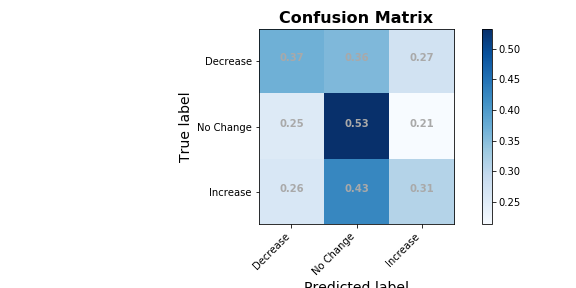 Confusion Matrix
Decrease 0.37 0.27
No Change 0.25 0.53 0.21
Increase 0.26 0.43 0.31
True label
Decrease
No Change
Increase
Predicted label
0.50
0.45
0.40
0.35
0.30
0.25